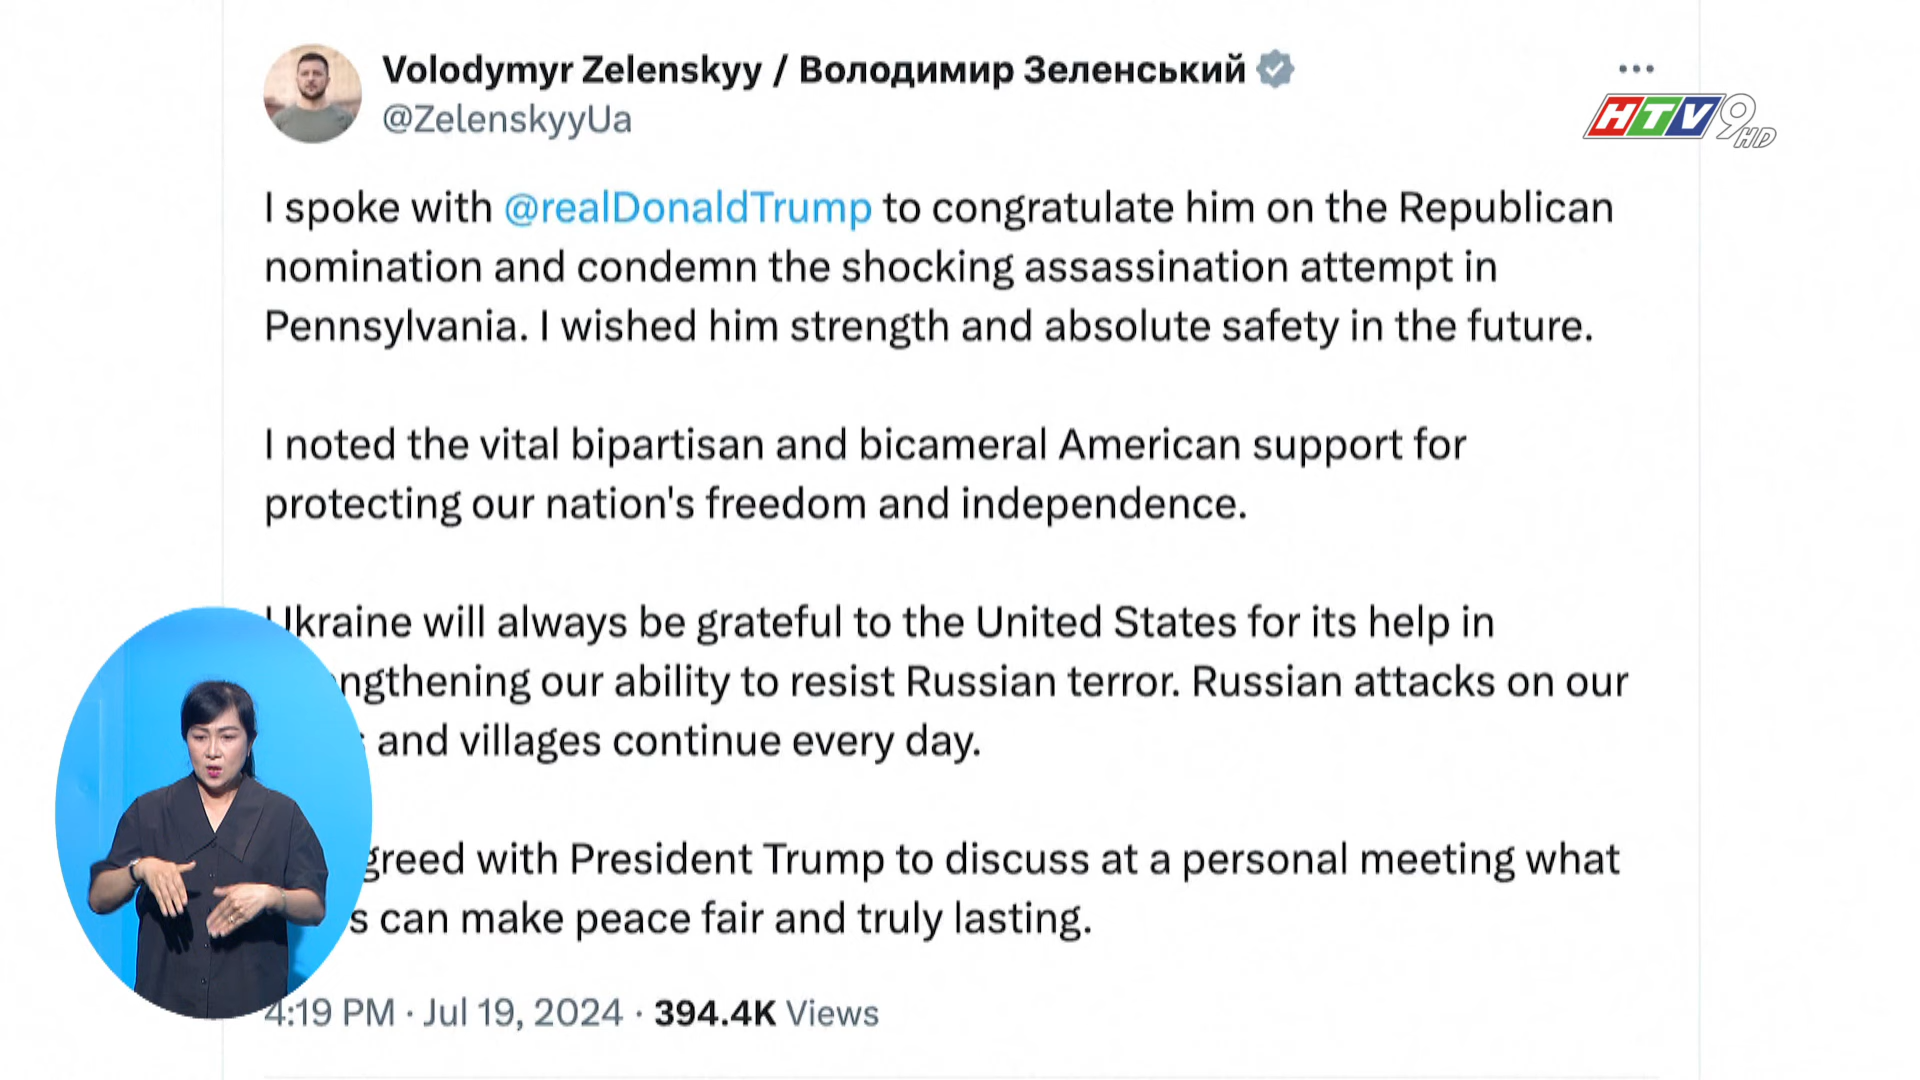 Volodymyr Zelenskyy / Володимир Зеленський
@ZelenskyyUa
HTV9 HD
I spoke with @realDonaldTrump to congratulate him on the Republican
nomination and condemn the shocking assassination attempt in
Pennsylvania. I wished him strength and absolute safety in the future.
I noted the vital bipartisan and bicameral American support for
protecting our nation's freedom and independence.
Ukraine will always be grateful to the United States for its help in
ngthening our ability to resist Russian terror. Russian attacks on our
and villages continue every day.
greed with President Trump to discuss at a personal meeting what
s can make peace fair and truly lasting.
4:19 PM · Jul 19, 2024 · 394.4K Views